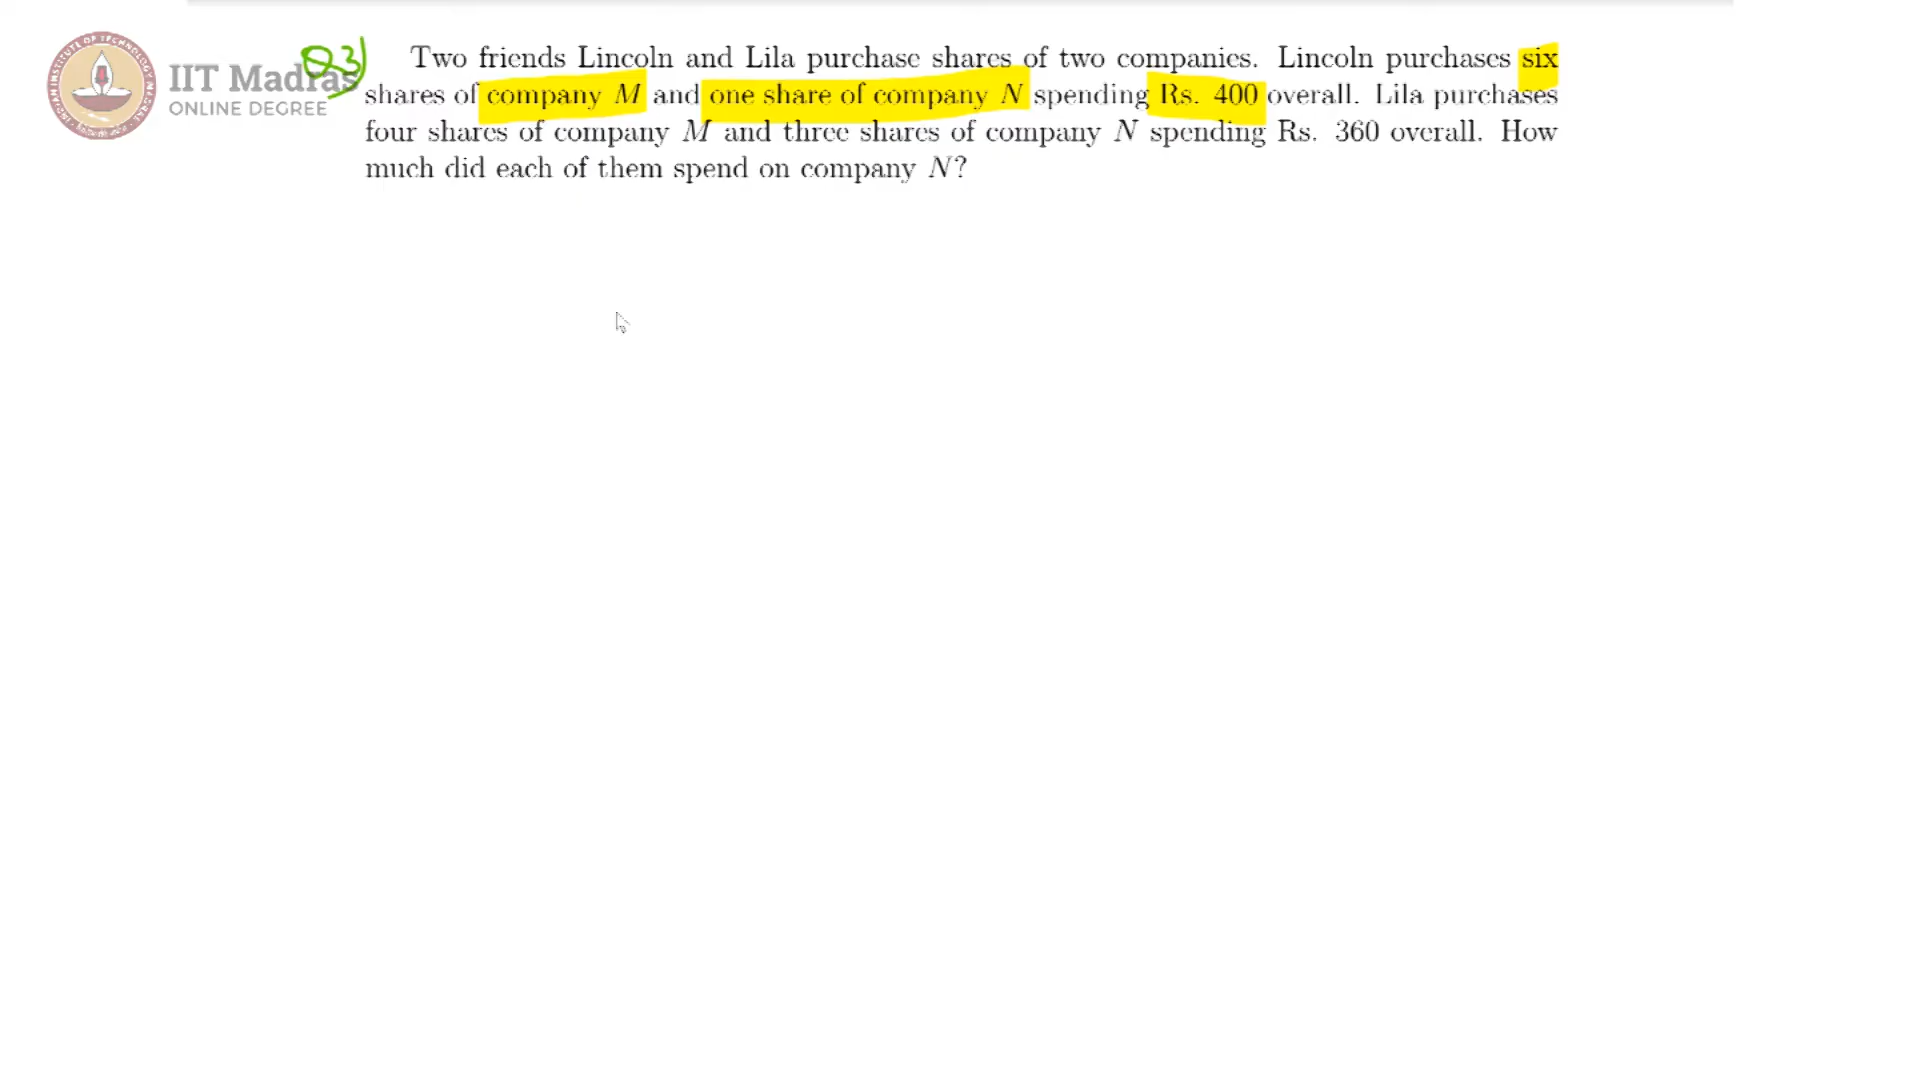 IIT Madras
ONLINE DEGREE
Q3)
Two friends Lincoln and Lila purchase shares of two companies. Lincoln purchases six
shares of company M and one share of company N spending Rs. 400 overall. Lila purchases
four shares of company M and three shares of company N spending Rs. 360 overall. How
much did each of them spend on company N?